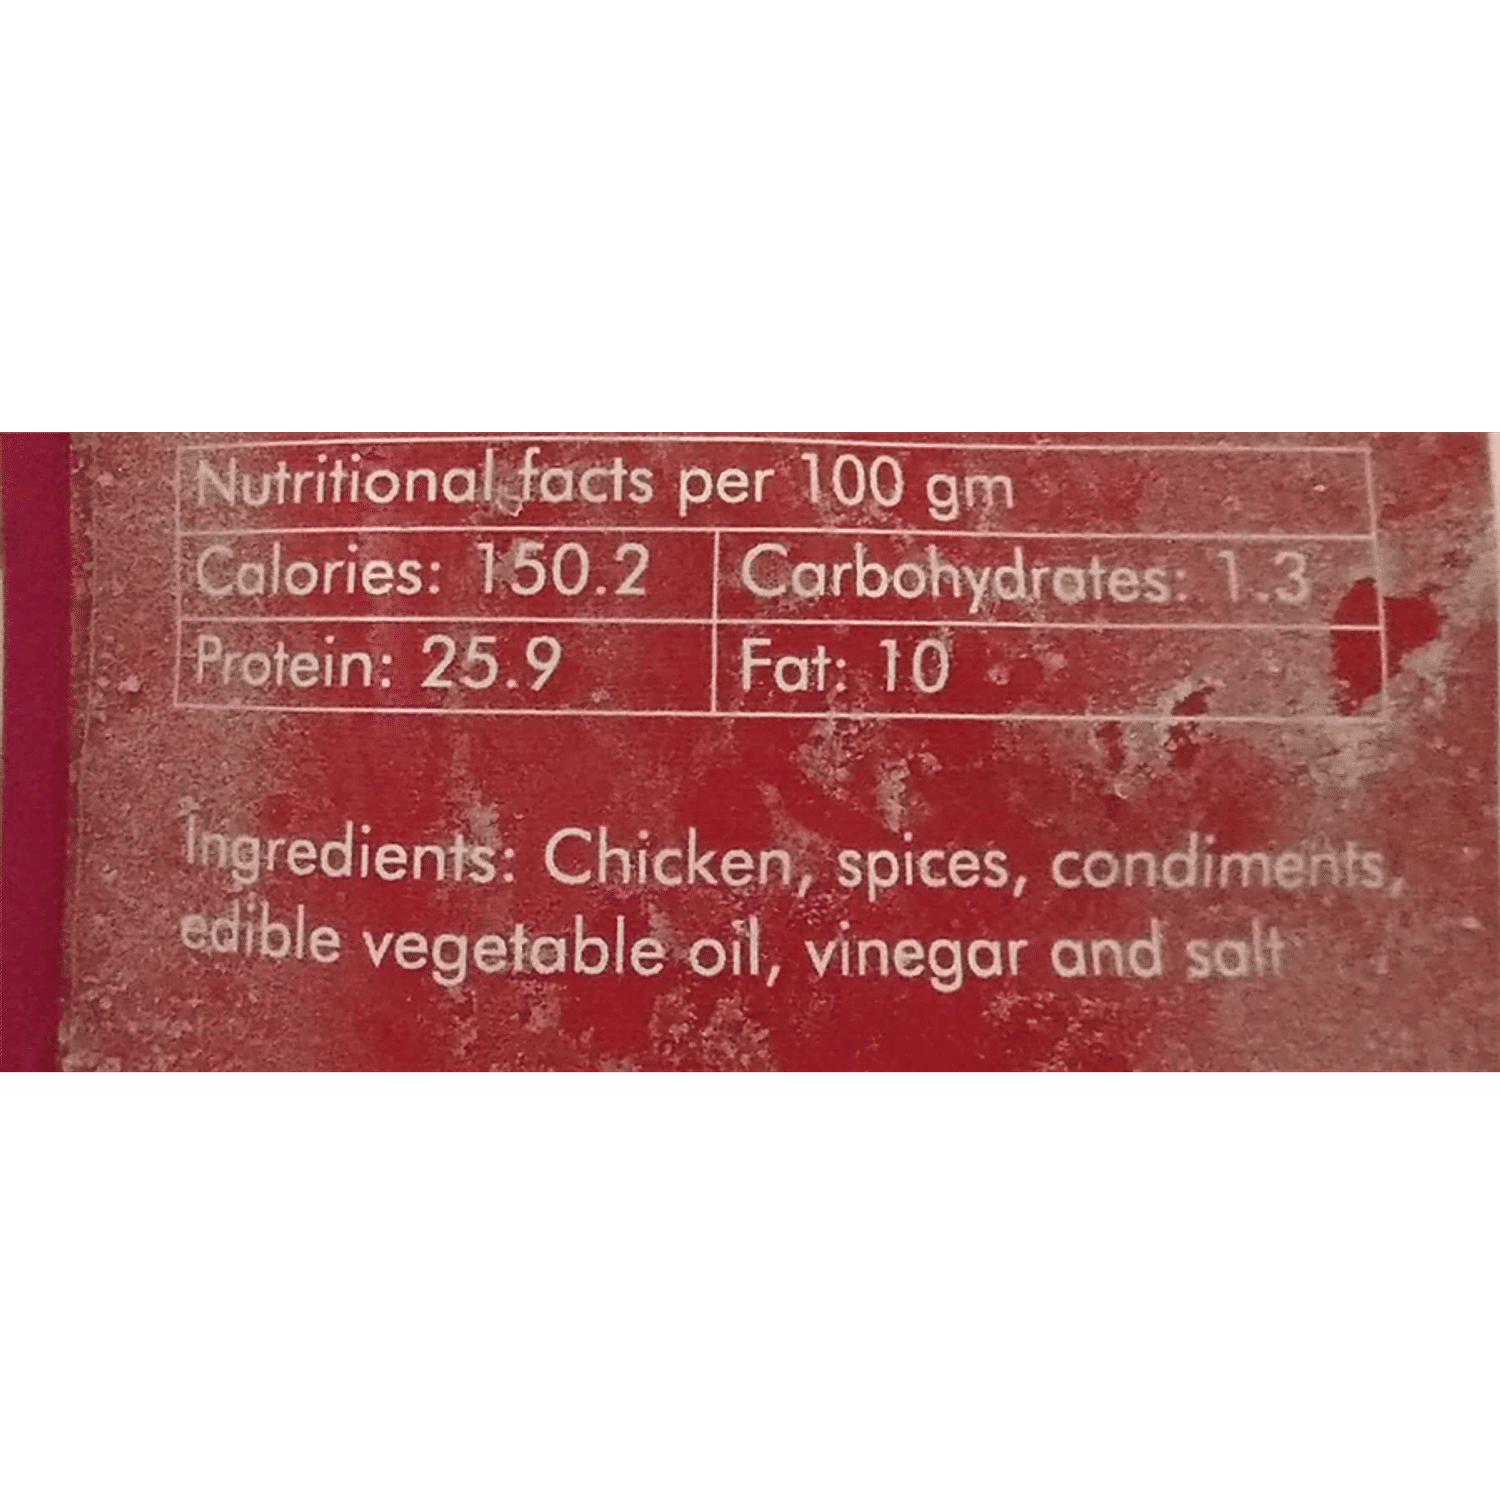 Nutritional facts per 100 gm
Calories: 150.2 Carbohydrates: 1.3
Protein: 25.9 Fat: 10
Ingredients: Chicken, spices, condiments,
edible vegetable oil, vinegar and salt